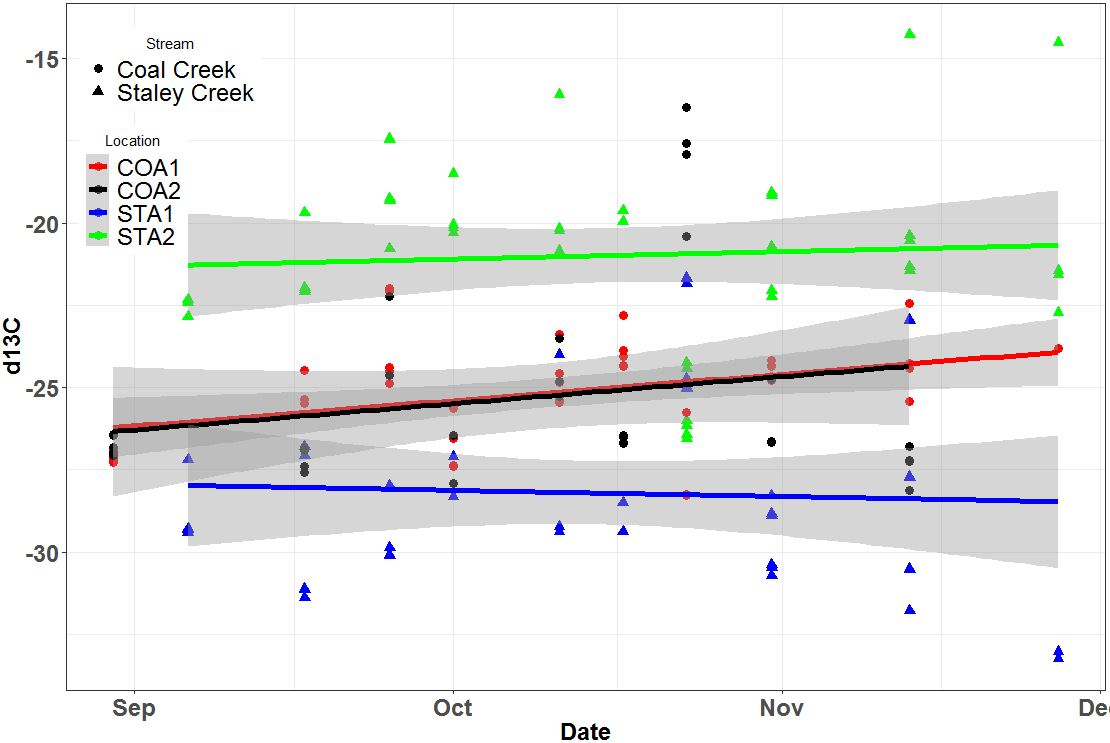 Stream
Coal Creek
Staley Creek
Location
COA1
COA2
STA1
STA2
-15
-20
-25
-30
d13C
Sep Oct Nov Dec
Date